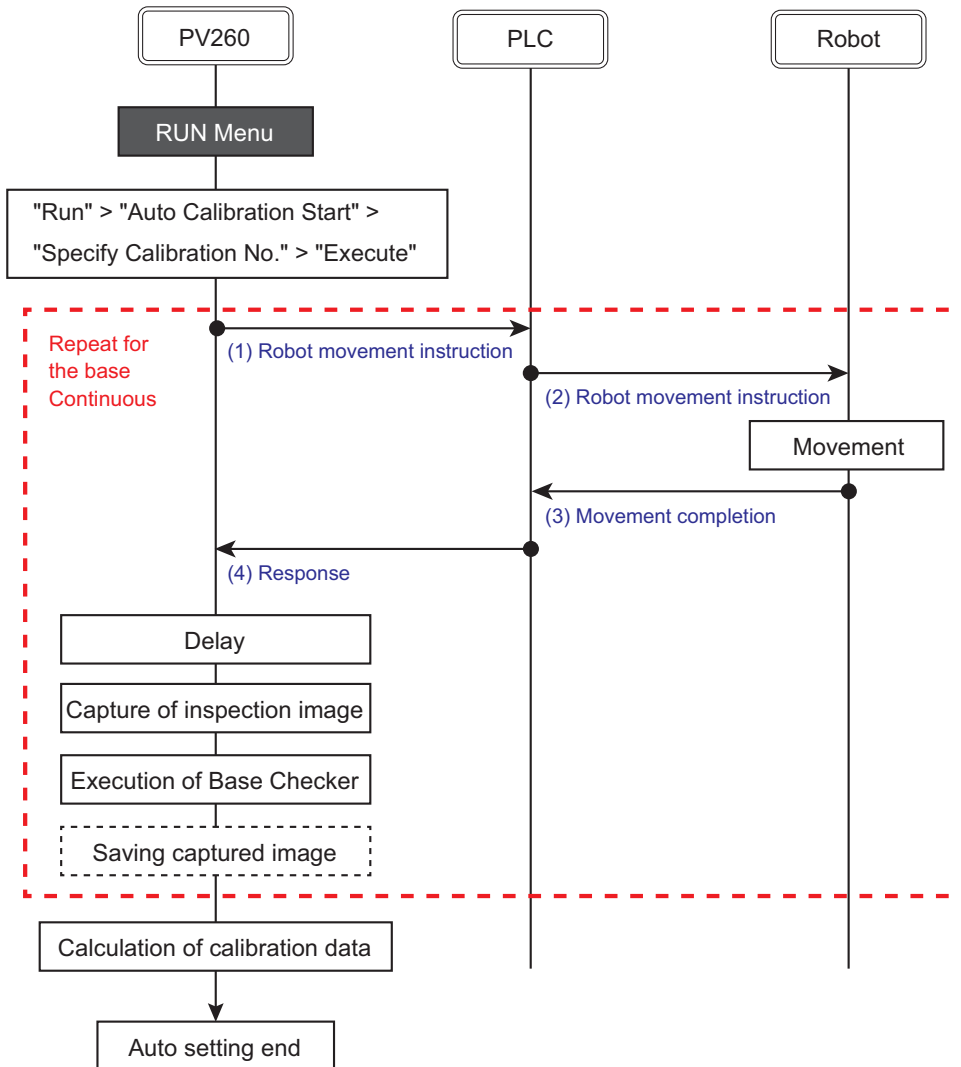 PV260
PLC
Robot
RUN Menu
"Run" > "Auto Calibration Start" >
"Specify Calibration No." > "Execute"
Repeat for
the base
Continuous
(1) Robot movement instruction
(2) Robot movement instruction
Movement
(3) Movement completion
(4) Response
Delay
Capture of inspection image
Execution of Base Checker
Saving captured image
Calculation of calibration data
Auto setting end